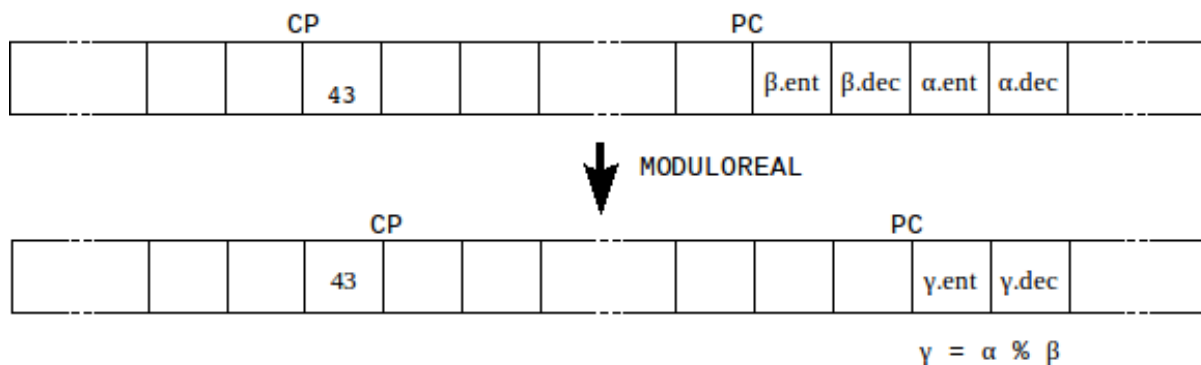 CP PC
43 β.ent β.dec α.ent α.dec
MODULOREAL
CP PC
43 γ.ent γ.dec
γ = α % β